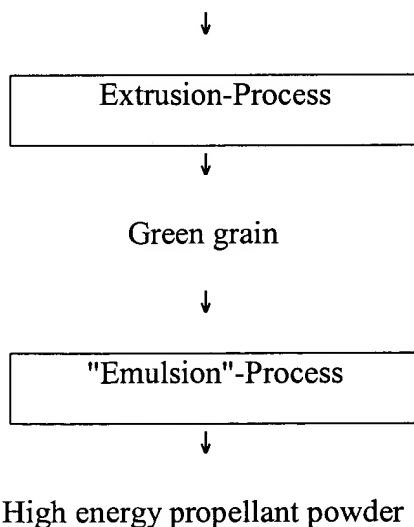 Extrusion-Process
Green grain
"Emulsion"-Process
High energy propellant powder